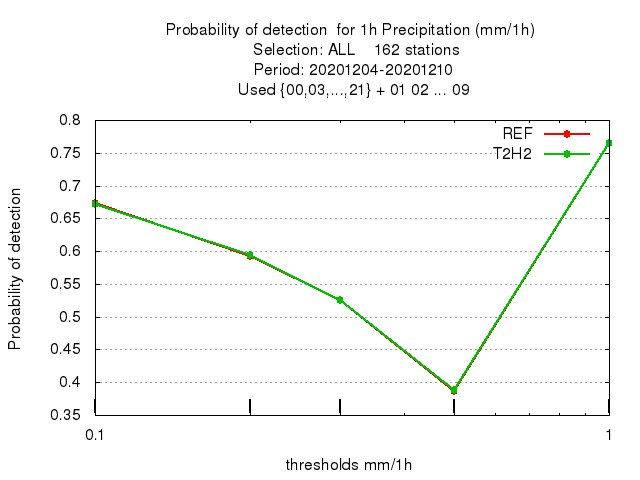 Probability of detection  for 1h Precipitation (mm/1h)
Selection: ALL    162 stations
Period: 20201204-20201210
Used {00,03,...,21} + 01 02 ... 09
REF
T2H2
0.8
0.75
0.7
0.65
0.6
0.55
0.5
0.45
0.4
0.35
Probability of detection
0.1
1
thresholds mm/1h